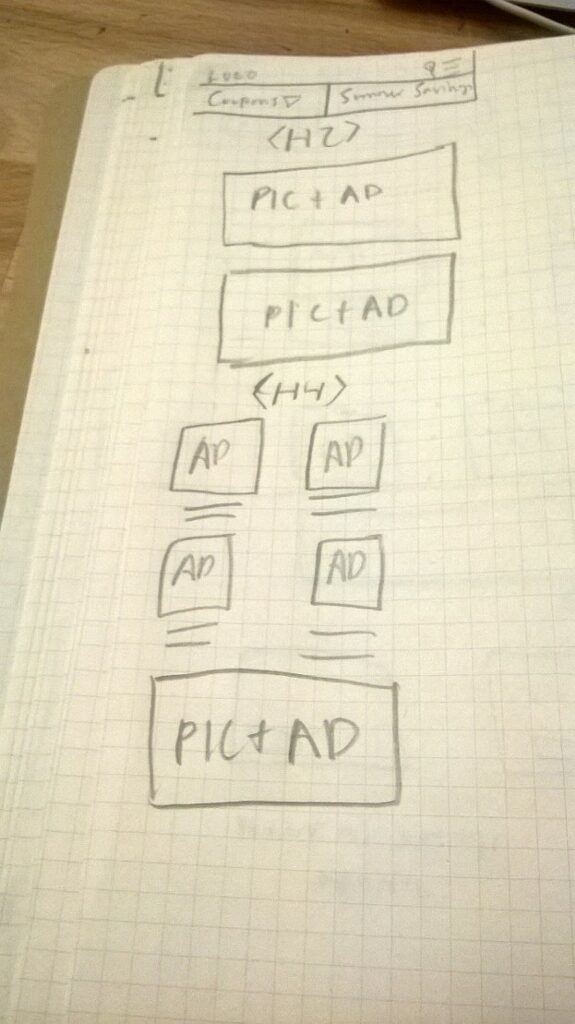 LOGO
Coupons ▽ Summer Savings
<H2>
PIC + AD
PIC + AD
<H4>
AD AD
AD AD
PIC + AD